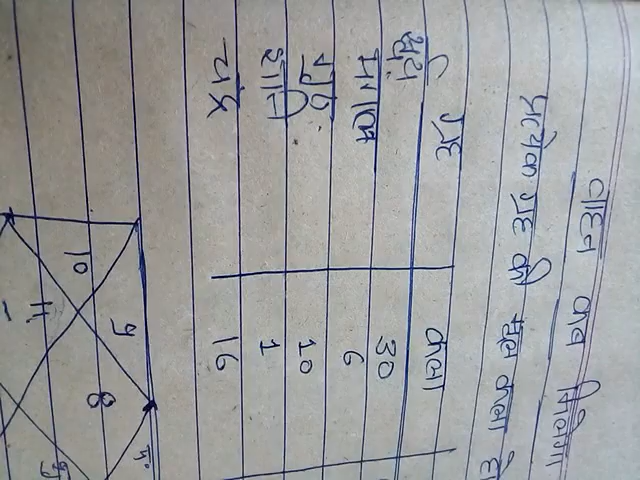 वाहन कब मिलेगा
प्रत्येक ग्रह की मूल कला है
ग्रह कला
सूर्य 30
मंगल 6
गुरु 10
शनि 1
चंद्र 16
9
10
8
11